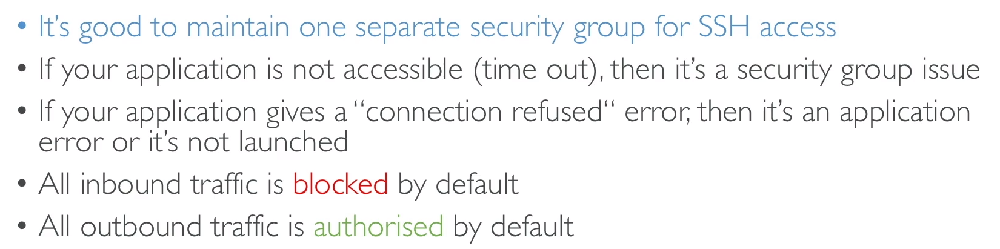 • It's good to maintain one separate security group for SSH access
• If your application is not accessible (time out), then it's a security group issue
• If your application gives a “connection refused“ error, then it's an application
error or it's not launched
• All inbound traffic is blocked by default
• All outbound traffic is authorised by default